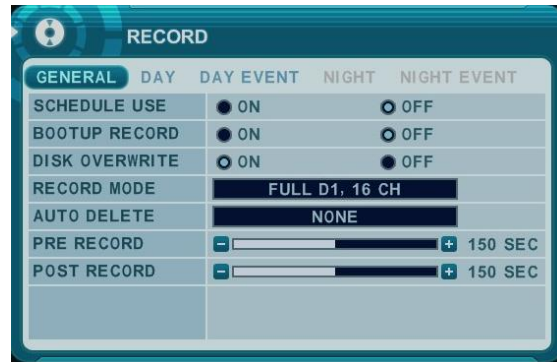 RECORD
GENERAL DAY DAY EVENT NIGHT NIGHT EVENT
SCHEDULE USE ON OFF
BOOTUP RECORD ON OFF
DISK OVERWRITE ON OFF
RECORD MODE FULL D1, 16 CH
AUTO DELETE NONE
PRE RECORD - + 150 SEC
POST RECORD - + 150 SEC